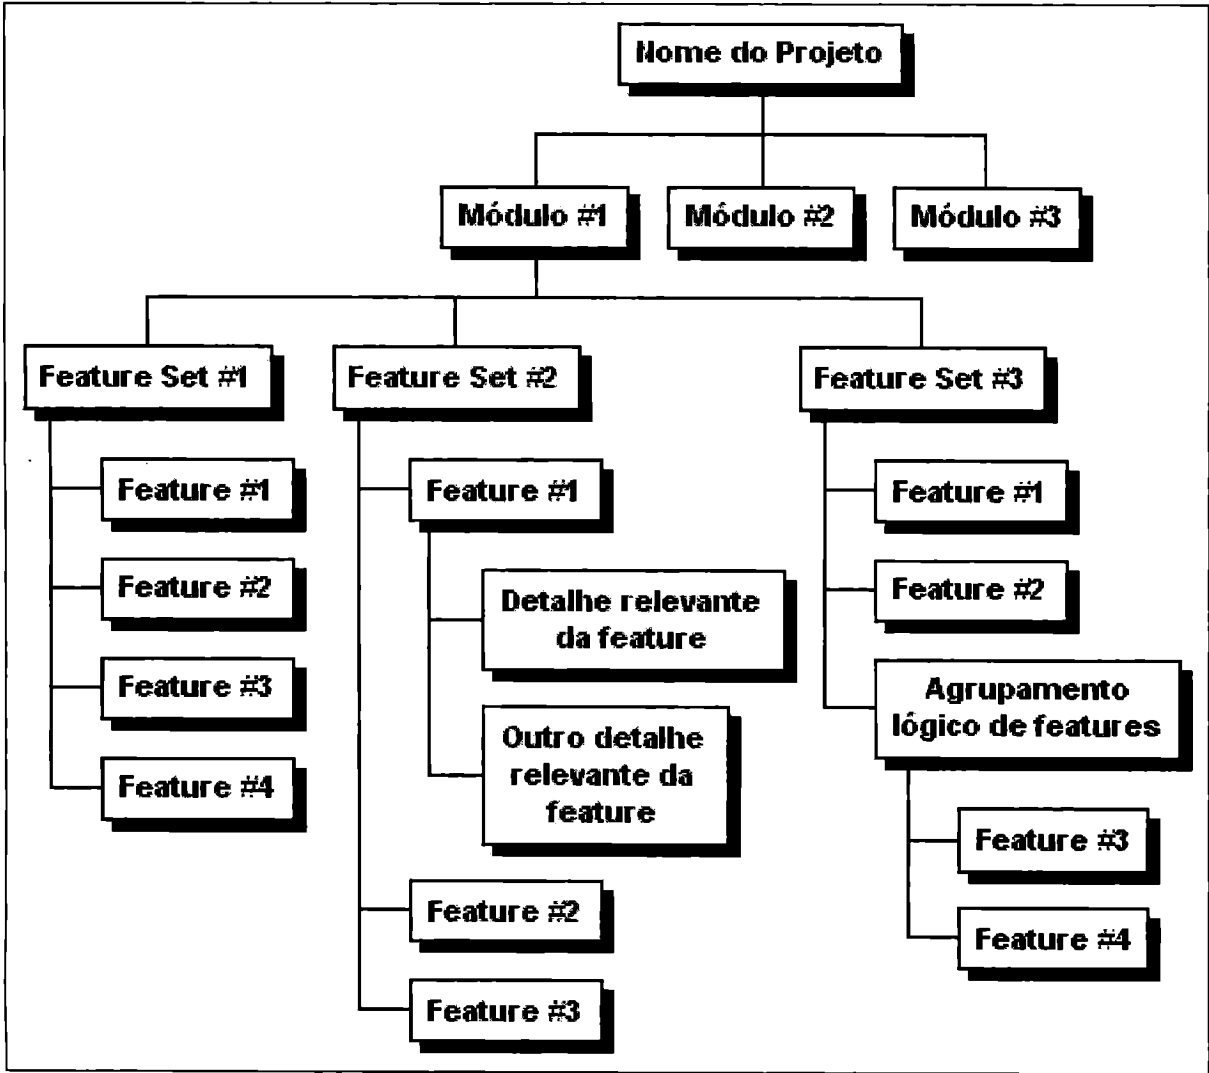 Nome do Projeto
Módulo #1
Módulo #2
Módulo #3
Feature Set #1
Feature Set #2
Feature Set #3
Feature #1
Feature #2
Feature #3
Feature #4
Feature #1
Detalhe relevante
da feature
Outro detalhe
relevante da
feature
Feature #2
Feature #3
Feature #1
Feature #2
Agrupamento
lógico de features
Feature #3
Feature #4